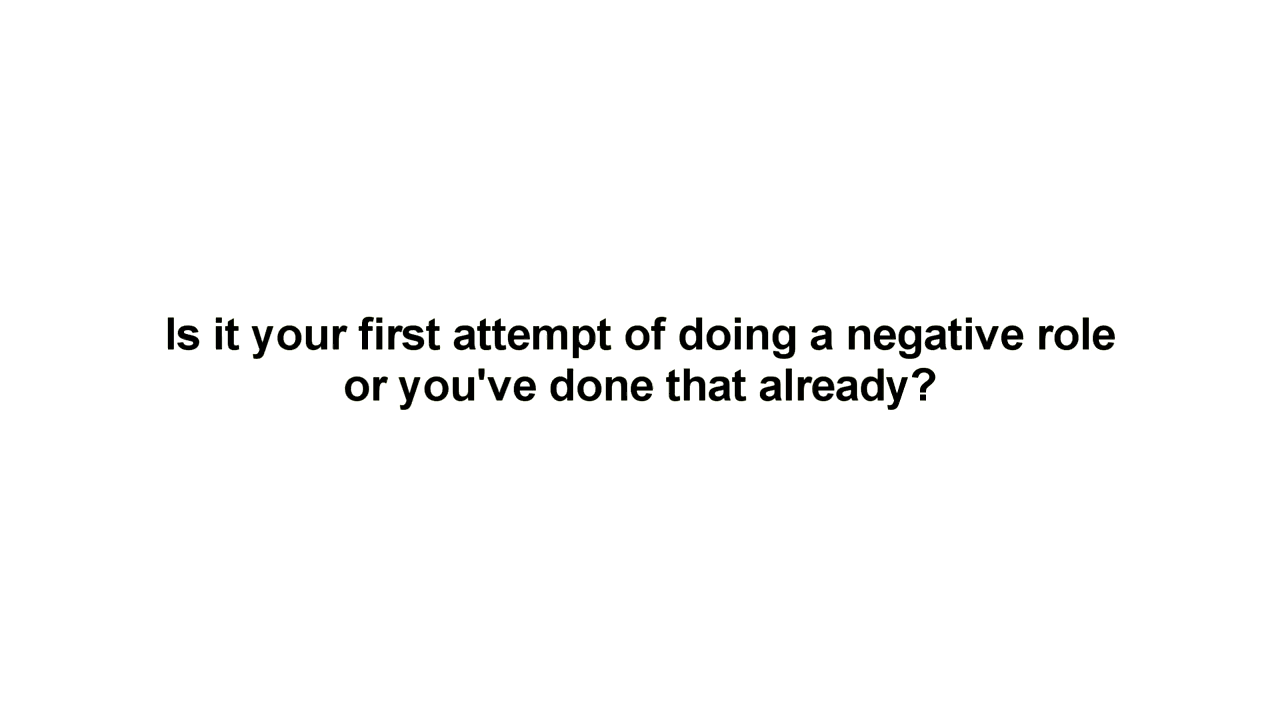 Is it your first attempt of doing a negative role
or you've done that already?